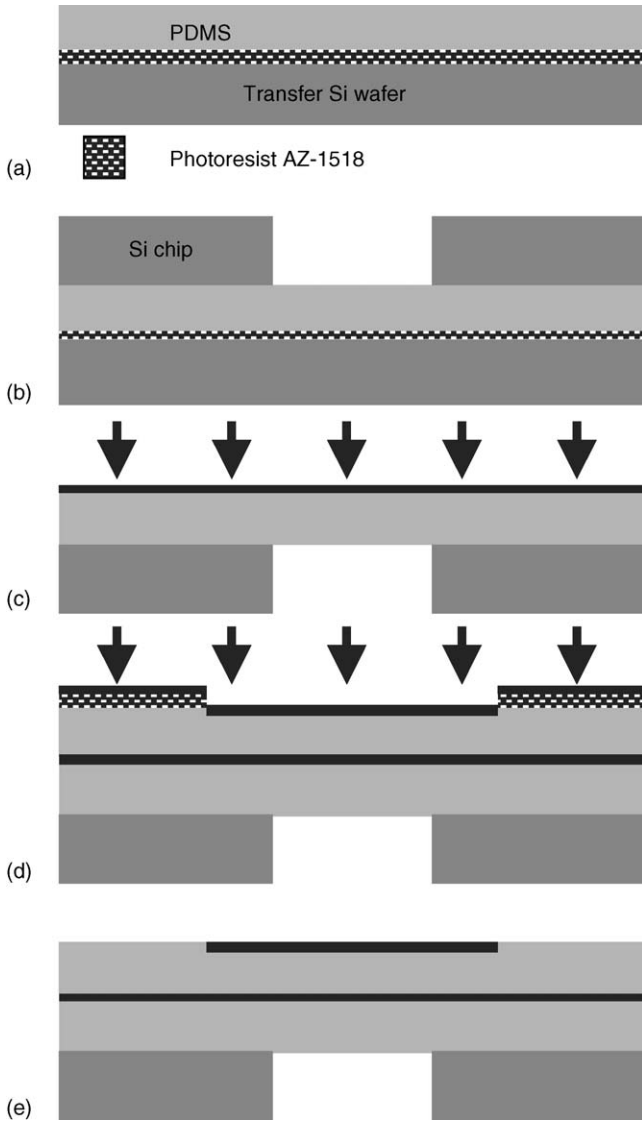 PDMS
Transfer Si wafer
(a)
Photoresist AZ-1518
Si chip
(b)
(c)
(d)
(e)